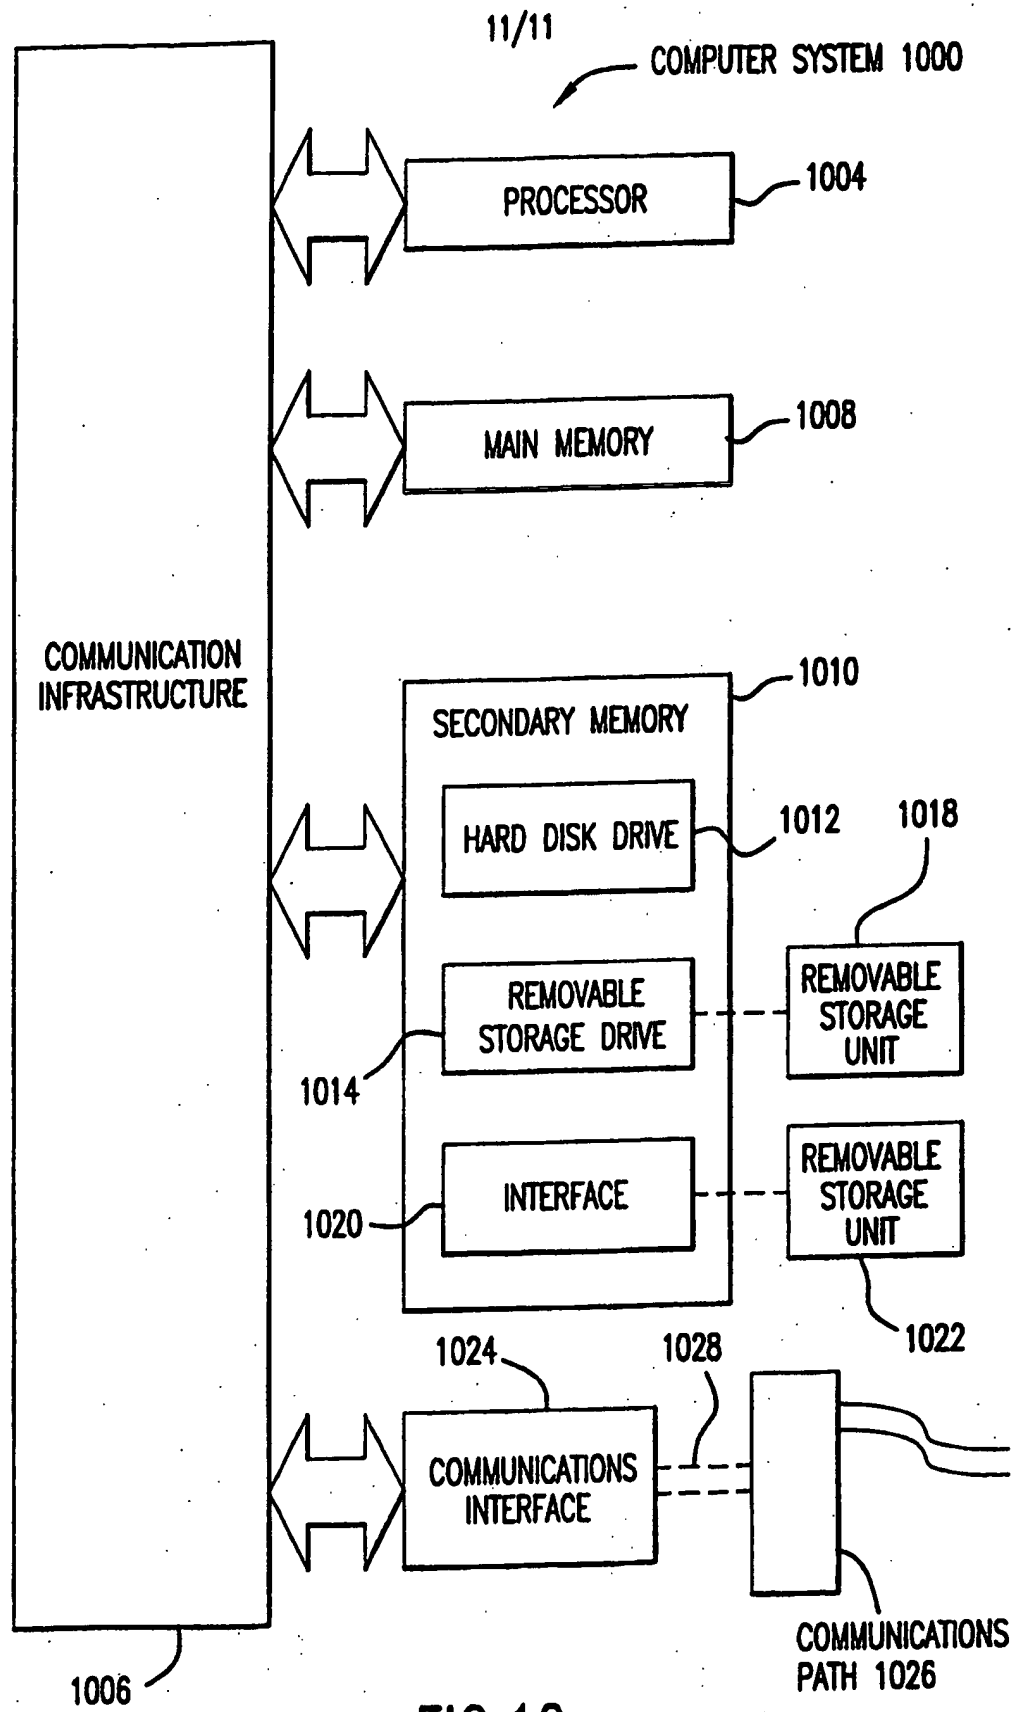 11/11
COMPUTER SYSTEM 1000
PROCESSOR
1004
MAIN MEMORY
1008
COMMUNICATION
INFRASTRUCTURE
1010
SECONDARY MEMORY
HARD DISK DRIVE
1012
1018
REMOVABLE
STORAGE DRIVE
1014
REMOVABLE
STORAGE
UNIT
INTERFACE
1020
REMOVABLE
STORAGE
UNIT
1022
1024
1028
COMMUNICATIONS
INTERFACE
COMMUNICATIONS
PATH 1026
1006